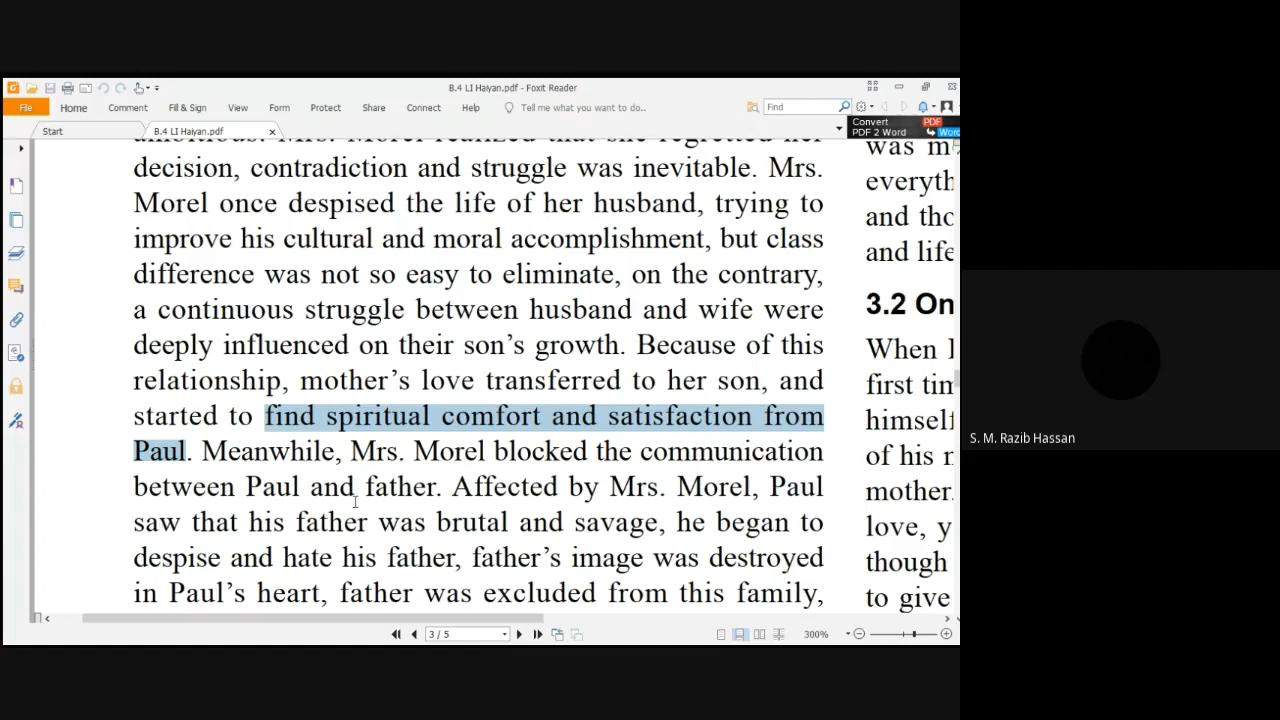 B.4 LI Haiyan.pdf - Foxit Reader
File Home Comment Fill & Sign View Form Protect Share Connect Help Tell me what you want to do.. Find
Start B.4 LI Haiyan.pdf Convert PDF
PDF 2 Word Word
decision, contradiction and struggle was inevitable. Mrs.
Morel once despised the life of her husband, trying to
improve his cultural and moral accomplishment, but class
difference was not so easy to eliminate, on the contrary,
a continuous struggle between husband and wife were
deeply influenced on their son’s growth. Because of this
relationship, mother’s love transferred to her son, and
started to find spiritual comfort and satisfaction from
Paul. Meanwhile, Mrs. Morel blocked the communication
between Paul and father. Affected by Mrs. Morel, Paul
saw that his father was brutal and savage, he began to
despise and hate his father, father’s image was destroyed
in Paul’s heart, father was excluded from this family,
was m
everyth
and tho
and life
3.2 On
When
first tim
himself
of his
mother.
love, y
though
to give
3 / 5 300%
S. M. Razib Hassan